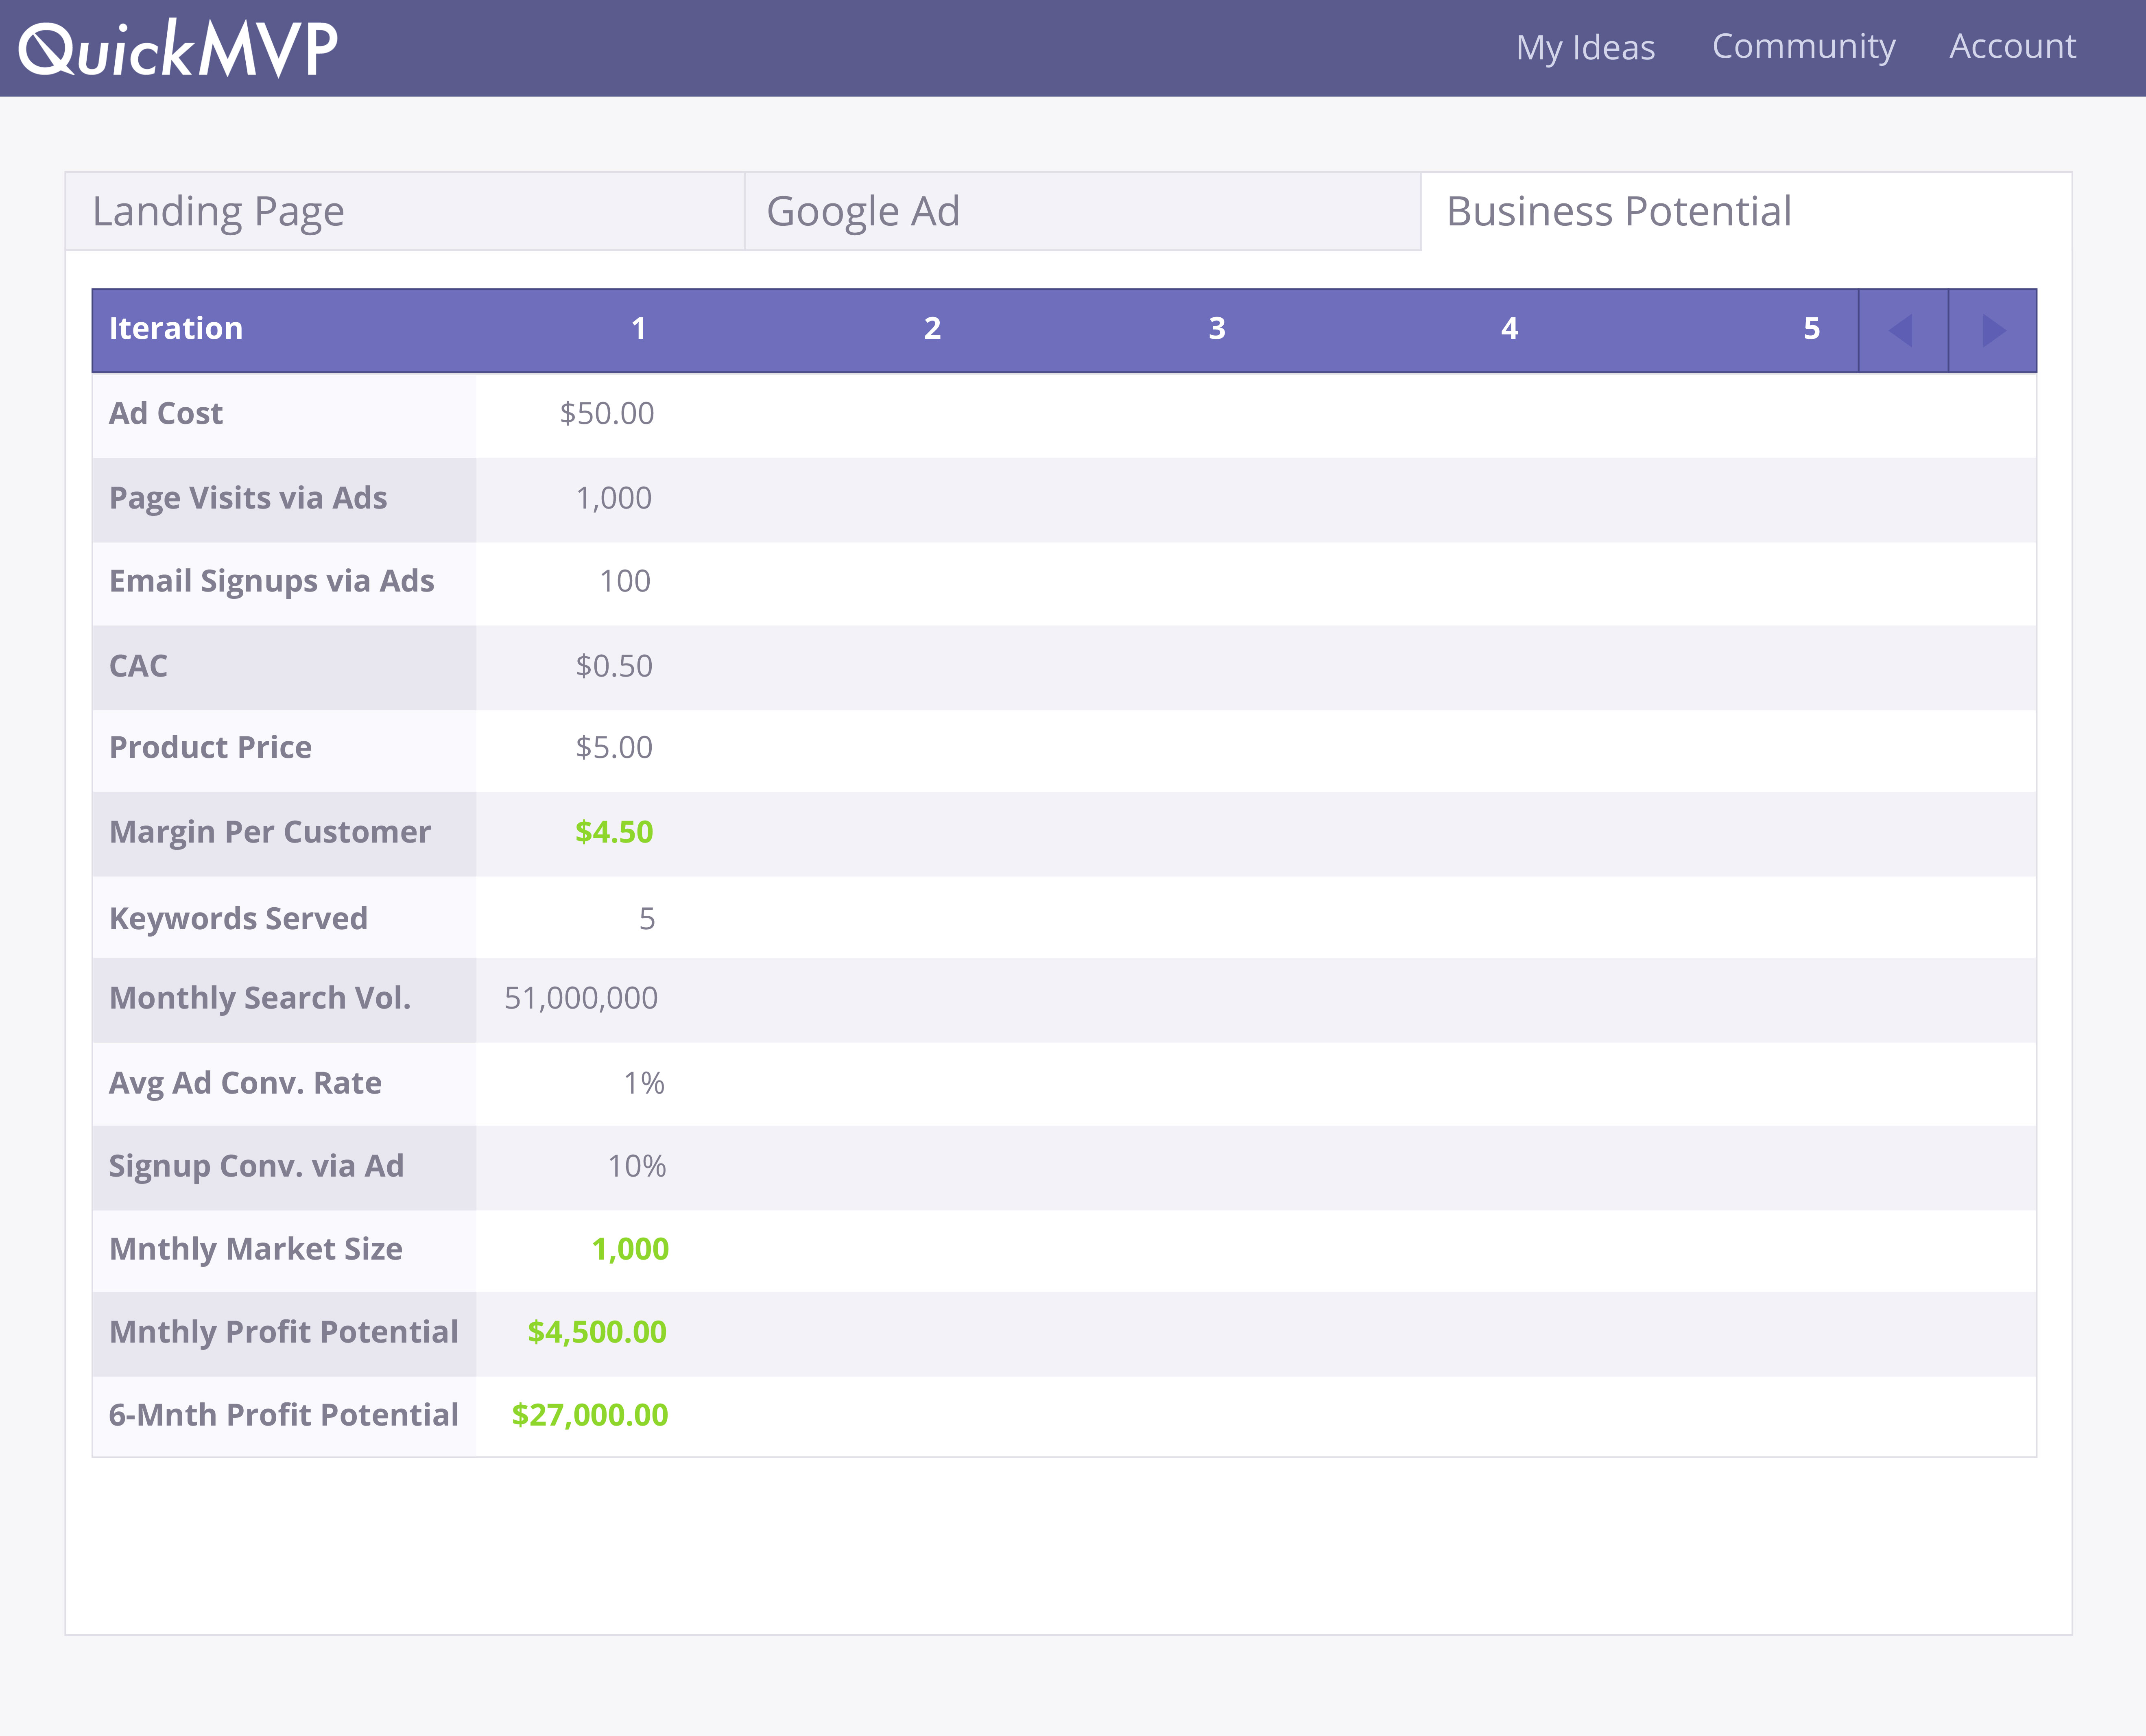 QuickMVP My Ideas Community Account
Landing Page Google Ad Business Potential
Iteration 1 2 3 4 5
Ad Cost $50.00
Page Visits via Ads 1,000
Email Signups via Ads 100
CAC $0.50
Product Price $5.00
Margin Per Customer $4.50
Keywords Served 5
Monthly Search Vol. 51,000,000
Avg Ad Conv. Rate 1%
Signup Conv. via Ad 10%
Mnthly Market Size 1,000
Mnthly Profit Potential $4,500.00
6-Mnth Profit Potential $27,000.00